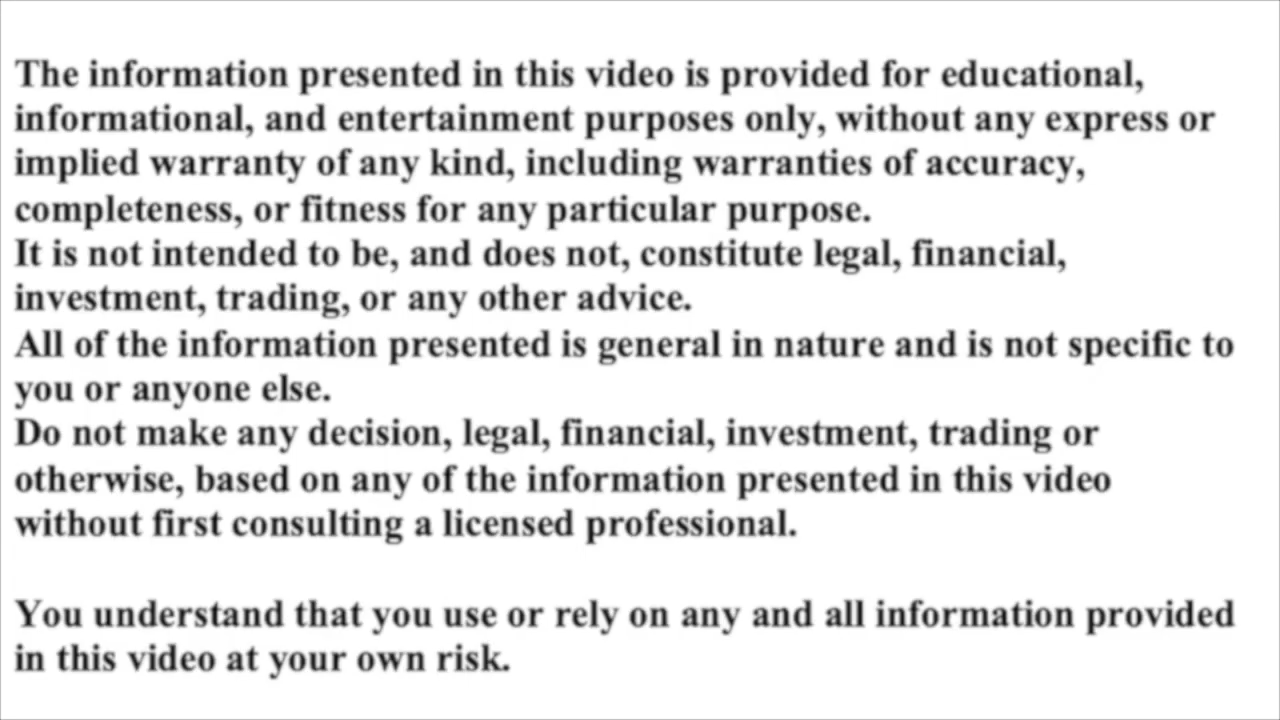 The information presented in this video is provided for educational,
informational, and entertainment purposes only, without any express or
implied warranty of any kind, including warranties of accuracy,
completeness, or fitness for any particular purpose.
It is not intended to be, and does not, constitute legal, financial,
investment, trading, or any other advice.
All of the information presented is general in nature and is not specific to
you or anyone else.
Do not make any decision, legal, financial, investment, trading or
otherwise, based on any of the information presented in this video
without first consulting a licensed professional.
You understand that you use or rely on any and all information provided
in this video at your own risk.